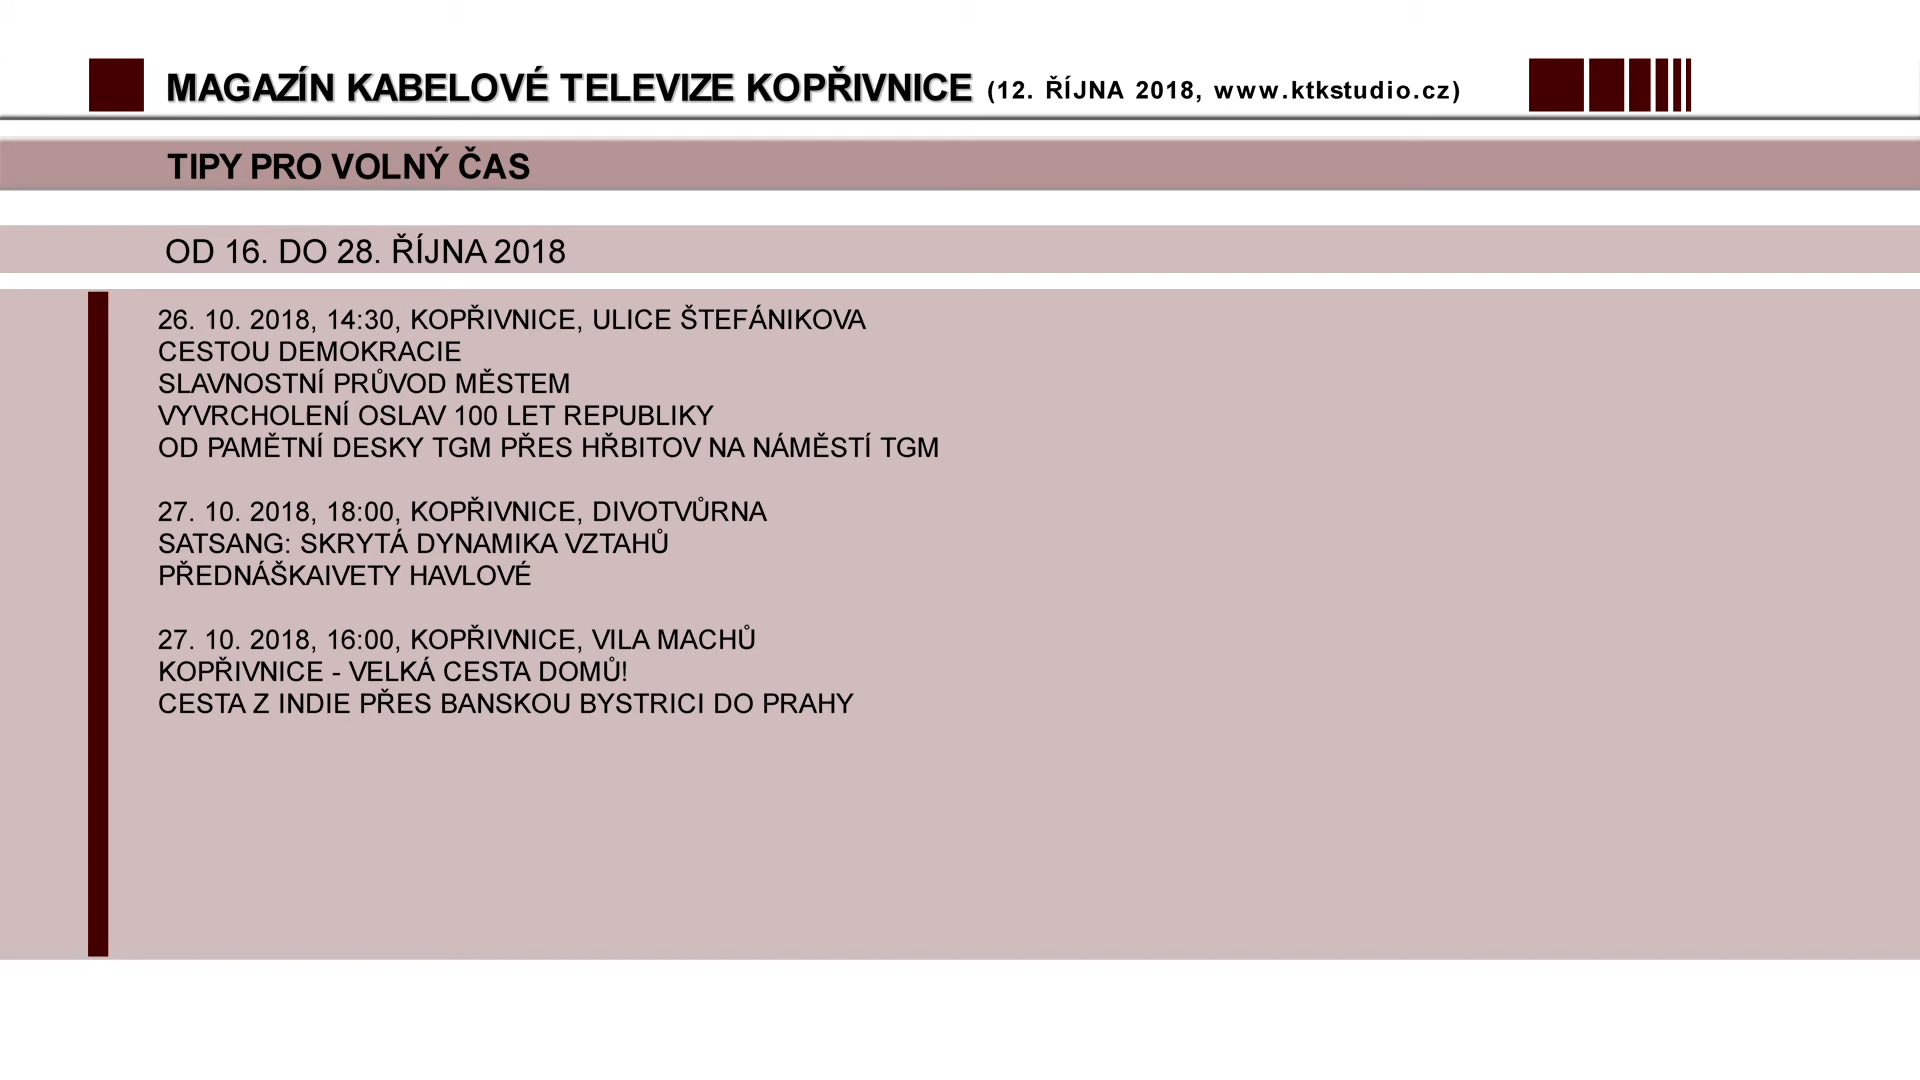 MAGAZÍN KABELOVÉ TELEVIZE KOPŘIVNICE (12. ŘÍJNA 2018, www.ktkstudio.cz)
TIPY PRO VOLNÝ ČAS
OD 16. DO 28. ŘÍJNA 2018
26. 10. 2018, 14:30, KOPŘIVNICE, ULICE ŠTEFÁNIKOVA
CESTOU DEMOKRACIE
SLAVNOSTNÍ PRŮVOD MĚSTEM
VYVRCHOLENÍ OSLAV 100 LET REPUBLIKY
OD PAMĚTNÍ DESKY TGM PŘES HŘBITOV NA NÁMĚSTÍ TGM
27. 10. 2018, 18:00, KOPŘIVNICE, DIVOTVŮRNA
SATSANG: SKRYTÁ DYNAMIKA VZTAHŮ
PŘEDNÁŠKAIVETY HAVLOVÉ
27. 10. 2018, 16:00, KOPŘIVNICE, VILA MACHŮ
KOPŘIVNICE - VELKÁ CESTA DOMŮ!
CESTA Z INDIE PŘES BANSKOU BYSTRICI DO PRAHY